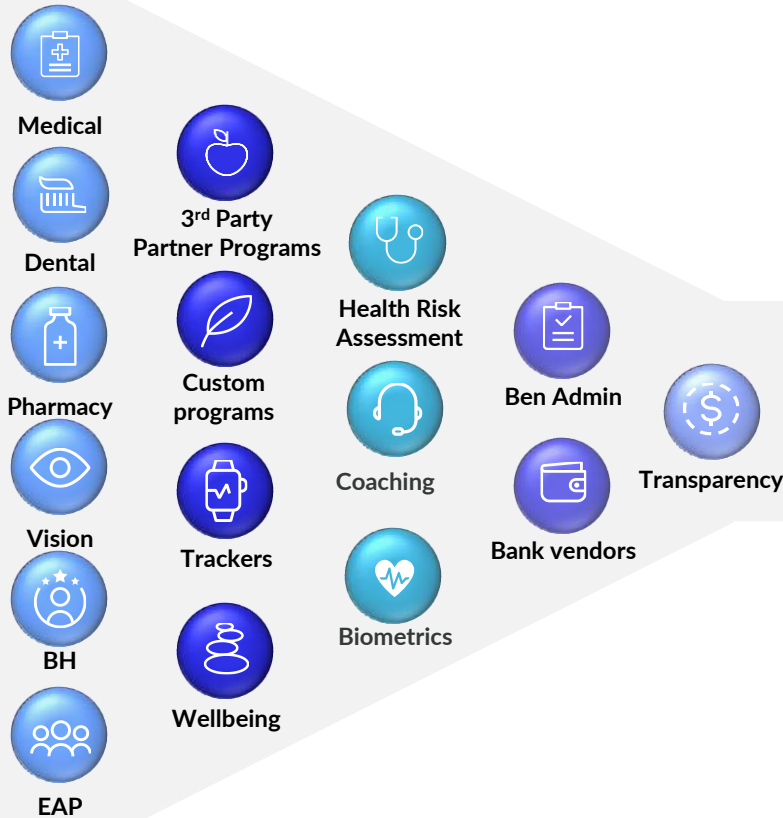 Medical
Dental
Pharmacy
Vision
BH
EAP
3rd Party
Partner Programs
Custom
programs
Trackers
Wellbeing
Health Risk
Assessment
Coaching
Biometrics
Ben Admin
Bank vendors
Transparency